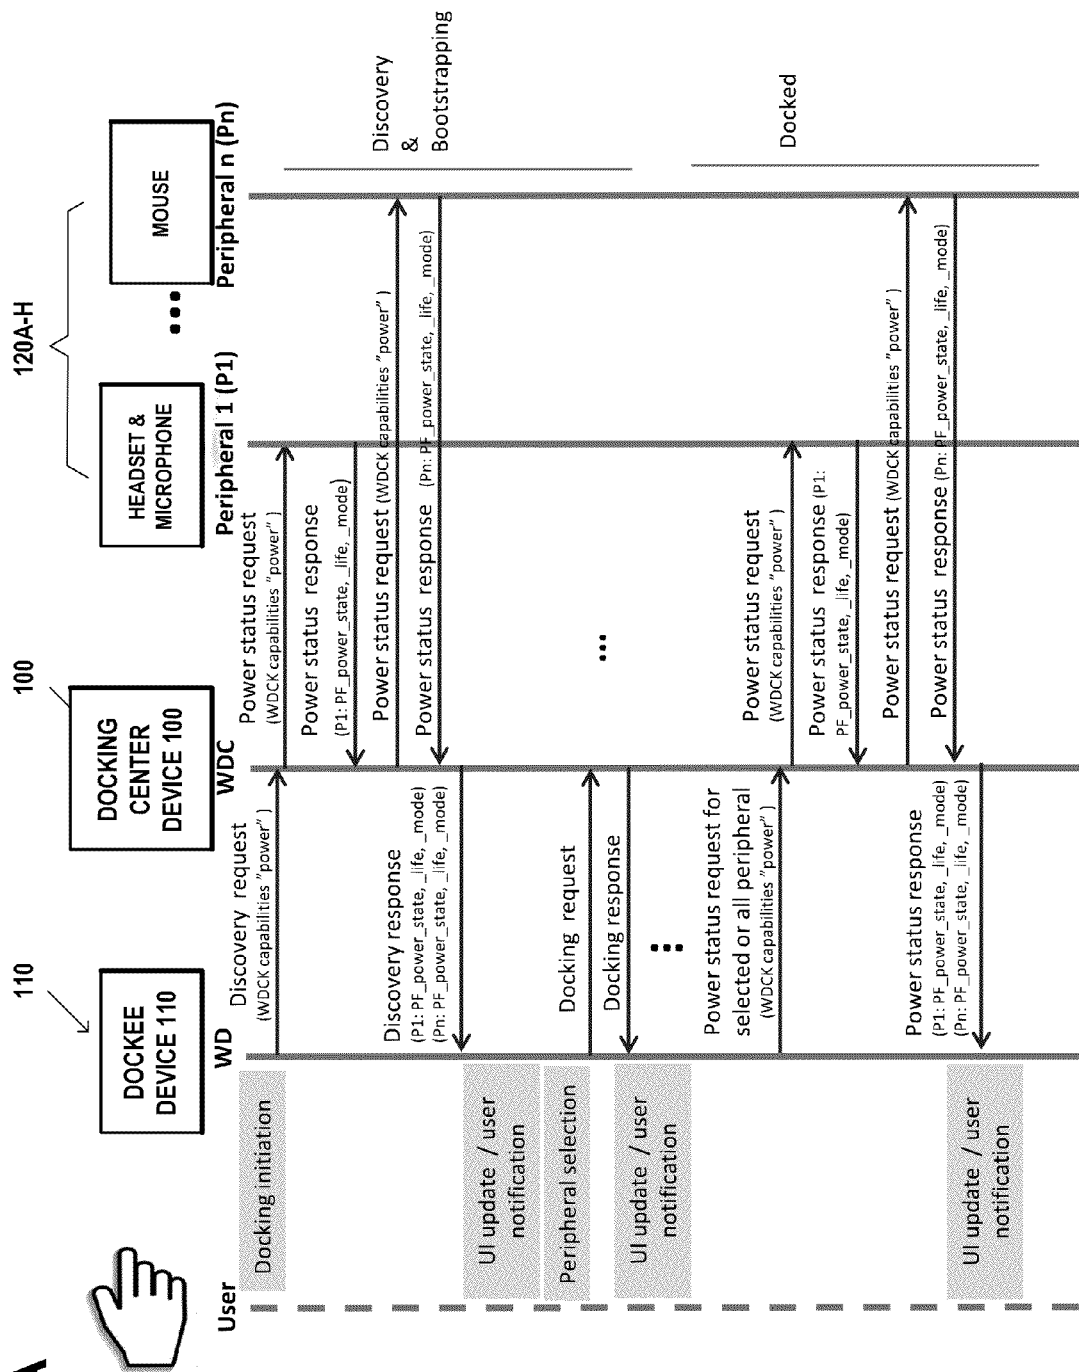 A
110
100
120A-H
DOCKEE
DEVICE 110
DOCKING
CENTER
DEVICE 100
HEADSET &
MICROPHONE
MOUSE
User
WD
WDC
Peripheral 1 (P1)
Peripheral n (Pn)
Docking initiation
Discovery request
(WDCK capabilities "power" )
Power status request
(WDCK capabilities "power" )
Power status response
(P1: PF_power_state, _life, _mode)
Power status request (WDCK capabilities "power" )
Power status response (Pn: PF_power_state, _life, _mode)
Discovery response
(P1: PF_power_state, _life, _mode)
(Pn: PF_power_state, _life, _mode)
Discovery
&
Bootstrapping
UI update / user
notification
Peripheral selection
Docking request
Docking response
UI update / user
notification
...
...
Docked
Power status request for
selected or all peripheral
(WDCK capabilities "power" )
Power status request
(WDCK capabilities "power" )
Power status response (P1:
PF_power_state, _life, _mode)
Power status request (WDCK capabilities "power" )
Power status response (Pn: PF_power_state, _life, _mode)
Power status response
(P1: PF_power_state, _life, _mode)
(Pn: PF_power_state, _life, _mode)
UI update / user
notification